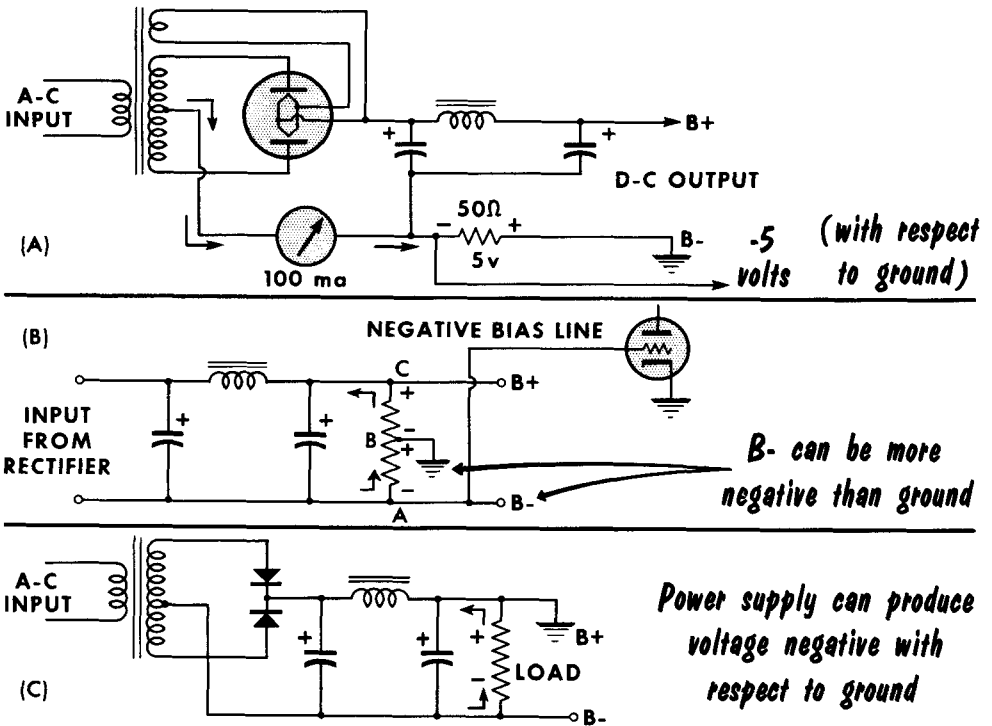 A-C
INPUT
+
+
B+
D-C OUTPUT
50Ω
- +
5v
100 ma
B-
-5
volts
(with respect
to ground)
(A)
(B)
NEGATIVE BIAS LINE
C
B+
+
+
+
-
B
+
-
INPUT
FROM
RECTIFIER
A
B-
B- can be more
negative than ground
A-C
INPUT
+
+
+
-
LOAD
B+
B-
(C)
Power supply can produce
voltage negative with
respect to ground